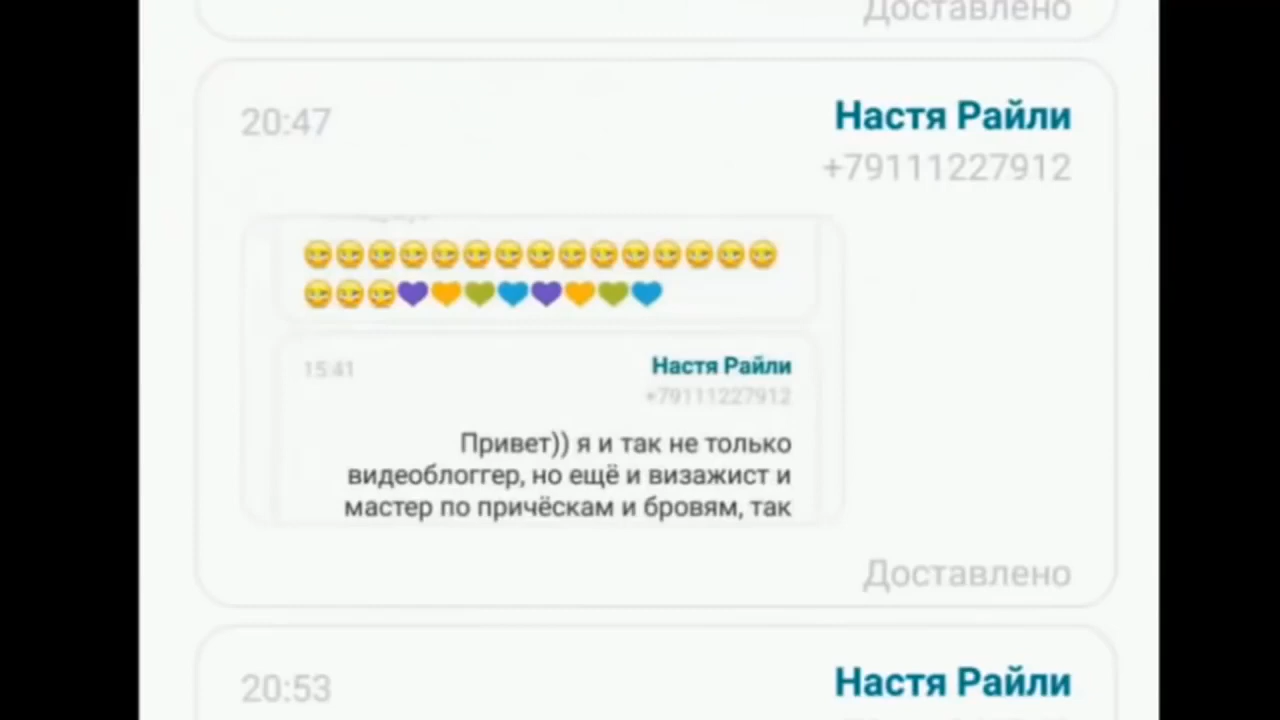 Доставлено
20:47
Настя Райли
+79111227912
15:41
Настя Райли
+79111227912
Привет)) я и так не только
видеоблоггер, но ещё и визажист и
мастер по причёскам и бровям, так
Доставлено
20:53
Настя Райли